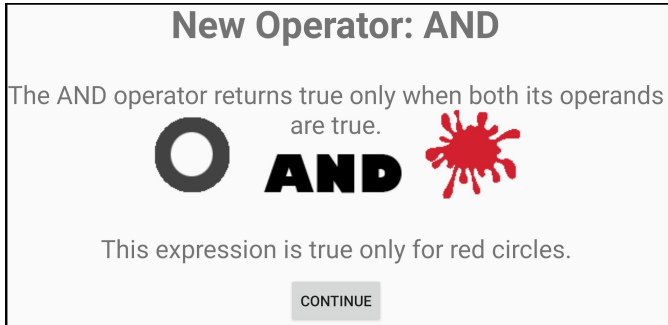 New Operator: AND
The AND operator returns true only when both its operands
are true.
AND
This expression is true only for red circles.
CONTINUE